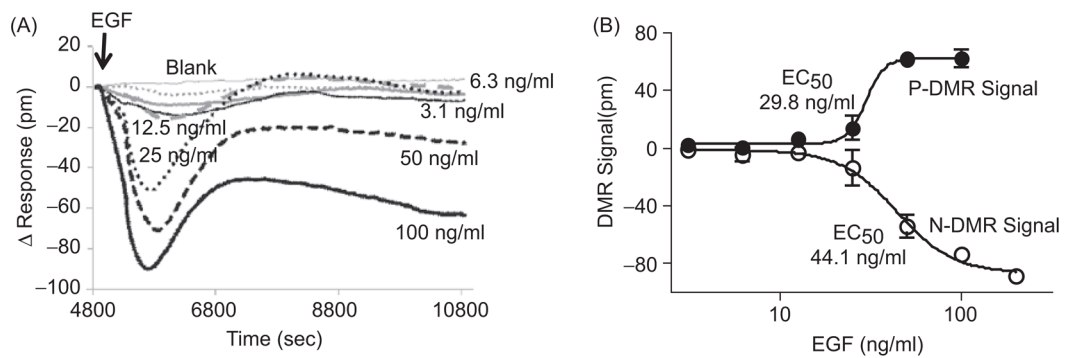 (A)
EGF
20
0
−20
−40
−60
−80
−100
Δ Response (pm)
Blank
6.3 ng/ml
3.1 ng/ml
12.5 ng/ml
25 ng/ml
50 ng/ml
100 ng/ml
4800
6800
8800
10800
Time (sec)
(B)
80
60
40
0
−40
−80
DMR Signal(pm)
EC50
29.8 ng/ml
P-DMR Signal
N-DMR Signal
EC50
44.1 ng/ml
10
100
EGF (ng/ml)